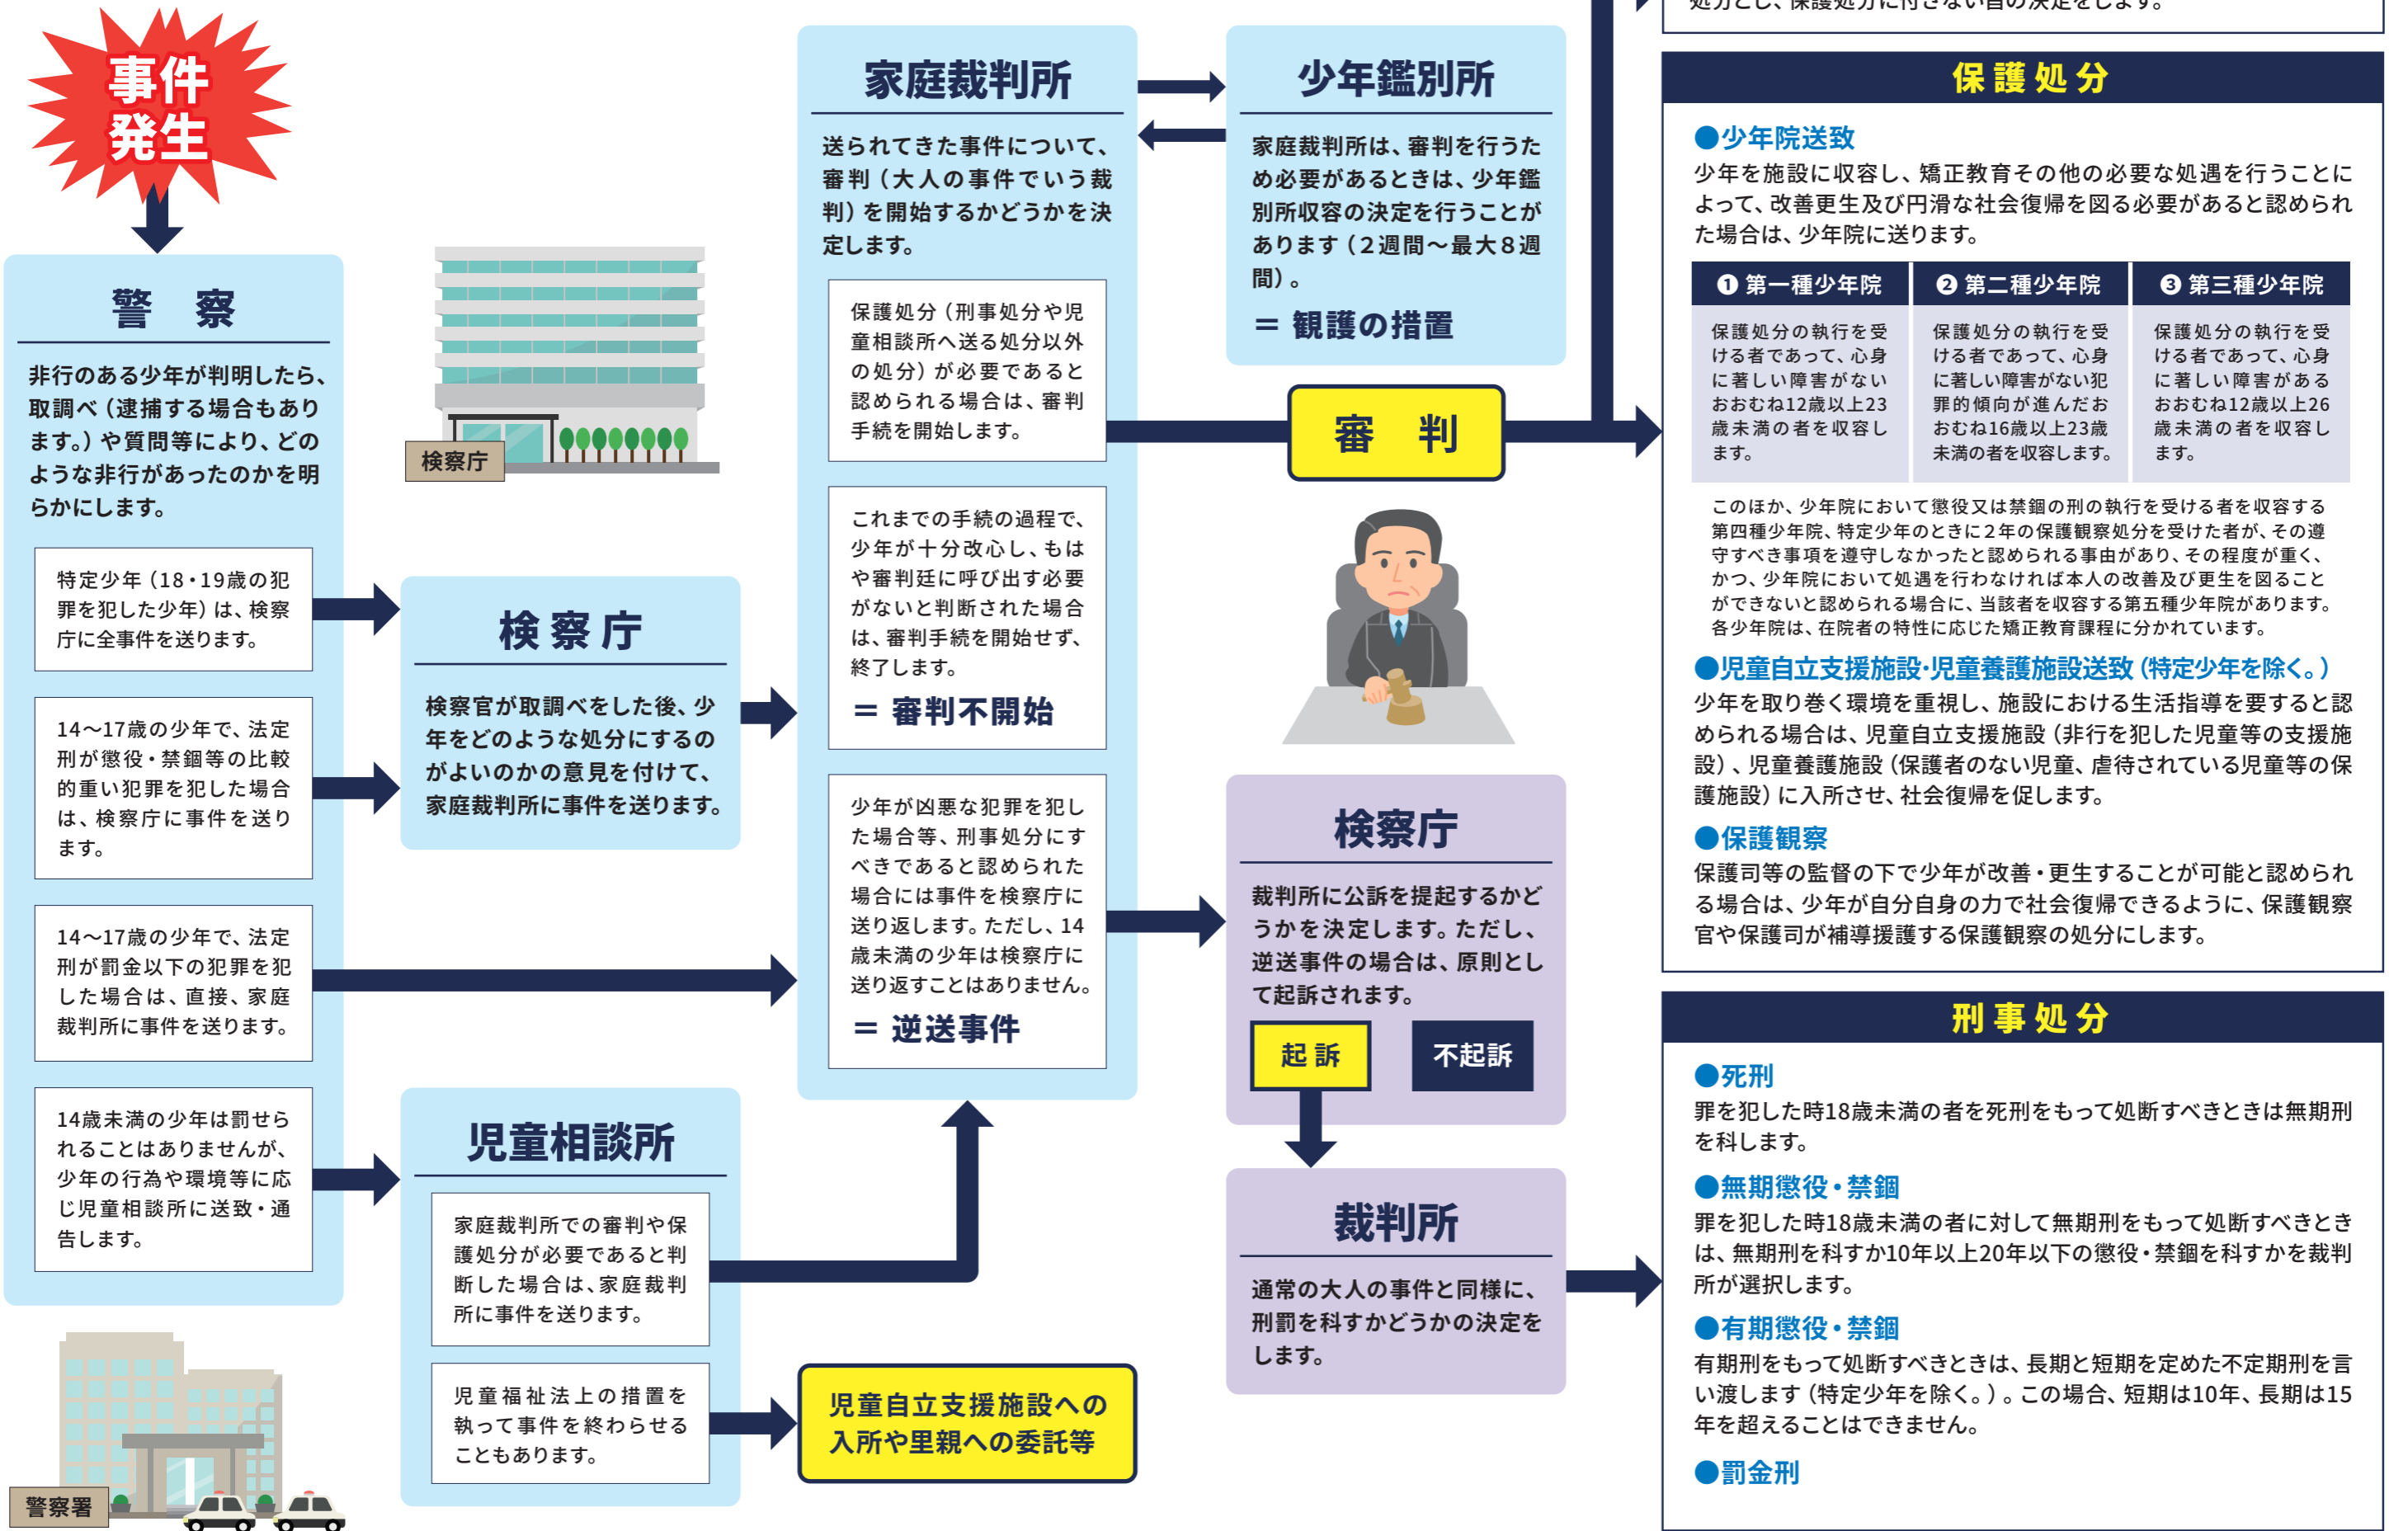 事件
発生
警 察
非行のある少年が判明したら、
取調べ（逮捕する場合もあり
ます。）や質問等により、どの
ような非行があったのかを明
らかにします。
特定少年（18・19歳の犯
罪を犯した少年）は、検察
庁に全事件を送ります。
14～17歳の少年で、法定
刑が懲役・禁錮等の比較
的重い犯罪を犯した場合
は、検察庁に事件を送り
ます。
14～17歳の少年で、法定
刑が罰金以下の犯罪を犯
した場合は、直接、家庭
裁判所に事件を送ります。
14歳未満の少年は罰せら
れることはありませんが、
少年の行為や環境等に応
じ児童相談所に送致・通
告します。
警察署
検察庁
検察庁
検察官が取調べをした後、少
年をどのような処分にするの
がよいのかの意見を付けて、
家庭裁判所に事件を送ります。
児童相談所
家庭裁判所での審判や保
護処分が必要であると判
断した場合は、家庭裁判
所に事件を送ります。
児童福祉法上の措置を
執って事件を終わらせる
こともあります。
児童自立支援施設への
入所や里親への委託等
家庭裁判所
送られてきた事件について、
審判（大人の事件でいう裁
判）を開始するかどうかを決
定します。
保護処分（刑事処分や児
童相談所へ送る処分以外
の処分）が必要であると
認められる場合は、審判
手続を開始します。
これまでの手続の過程で、
少年が十分改心し、もは
や審判廷に呼び出す必要
がないと判断された場合
は、審判手続を開始せず、
終了します。
＝ 審判不開始
少年が凶悪な犯罪を犯し
た場合等、刑事処分にす
べきであると認められた
場合には事件を検察庁に
送り返します。ただし、14
歳未満の少年は検察庁に
送り返すことはありません。
＝ 逆送事件
少年鑑別所
家庭裁判所は、審判を行うた
め必要があるときは、少年鑑
別所収容の決定を行うことが
あります（２週間～最大８週
間）。
＝ 観護の措置
審 判
検察庁
裁判所に公訴を提起するかど
うかを決定します。ただし、
逆送事件の場合は、原則とし
て起訴されます。
起 訴
不起訴
裁判所
通常の大人の事件と同様に、
刑罰を科すかどうかの決定を
します。
処分とし、保護処分に付さない旨の決定をします。
保護処分
●少年院送致
少年を施設に収容し、矯正教育その他の必要な処遇を行うことに
よって、改善更生及び円滑な社会復帰を図る必要があると認められ
た場合は、少年院に送ります。
❶ 第一種少年院
保護処分の執行を受
ける者であって、心身
に著しい障害がない
おおむね12歳以上23
歳未満の者を収容し
ます。
❷ 第二種少年院
保護処分の執行を受
ける者であって、心身
に著しい障害がない犯
罪的傾向が進んだお
おむね16歳以上23歳
未満の者を収容します。
❸ 第三種少年院
保護処分の執行を受
ける者であって、心身
に著しい障害がある
おおむね12歳以上26
歳未満の者を収容し
ます。
このほか、少年院において懲役又は禁錮の刑の執行を受ける者を収容する
第四種少年院、特定少年のときに２年の保護観察処分を受けた者が、その遵
守すべき事項を遵守しなかったと認められる事由があり、その程度が重く、
かつ、少年院において処遇を行わなければ本人の改善及び更生を図ること
ができないと認められる場合に、当該者を収容する第五種少年院があります。
各少年院は、在院者の特性に応じた矯正教育課程に分かれています。
●児童自立支援施設・児童養護施設送致（特定少年を除く。）
少年を取り巻く環境を重視し、施設における生活指導を要すると認
められる場合は、児童自立支援施設（非行を犯した児童等の支援施
設）、児童養護施設（保護者のない児童、虐待されている児童等の保
護施設）に入所させ、社会復帰を促します。
●保護観察
保護司等の監督の下で少年が改善・更生することが可能と認められ
る場合は、少年が自分自身の力で社会復帰できるように、保護観察
官や保護司が補導援護する保護観察の処分にします。
刑事処分
●死刑
罪を犯した時18歳未満の者を死刑をもって処断すべきときは無期刑
を科します。
●無期懲役・禁錮
罪を犯した時18歳未満の者に対して無期刑をもって処断すべきとき
は、無期刑を科すか10年以上20年以下の懲役・禁錮を科すかを裁判
所が選択します。
●有期懲役・禁錮
有期刑をもって処断すべきときは、長期と短期を定めた不定期刑を言
い渡します（特定少年を除く。）。この場合、短期は10年、長期は15
年を超えることはできません。
●罰金刑